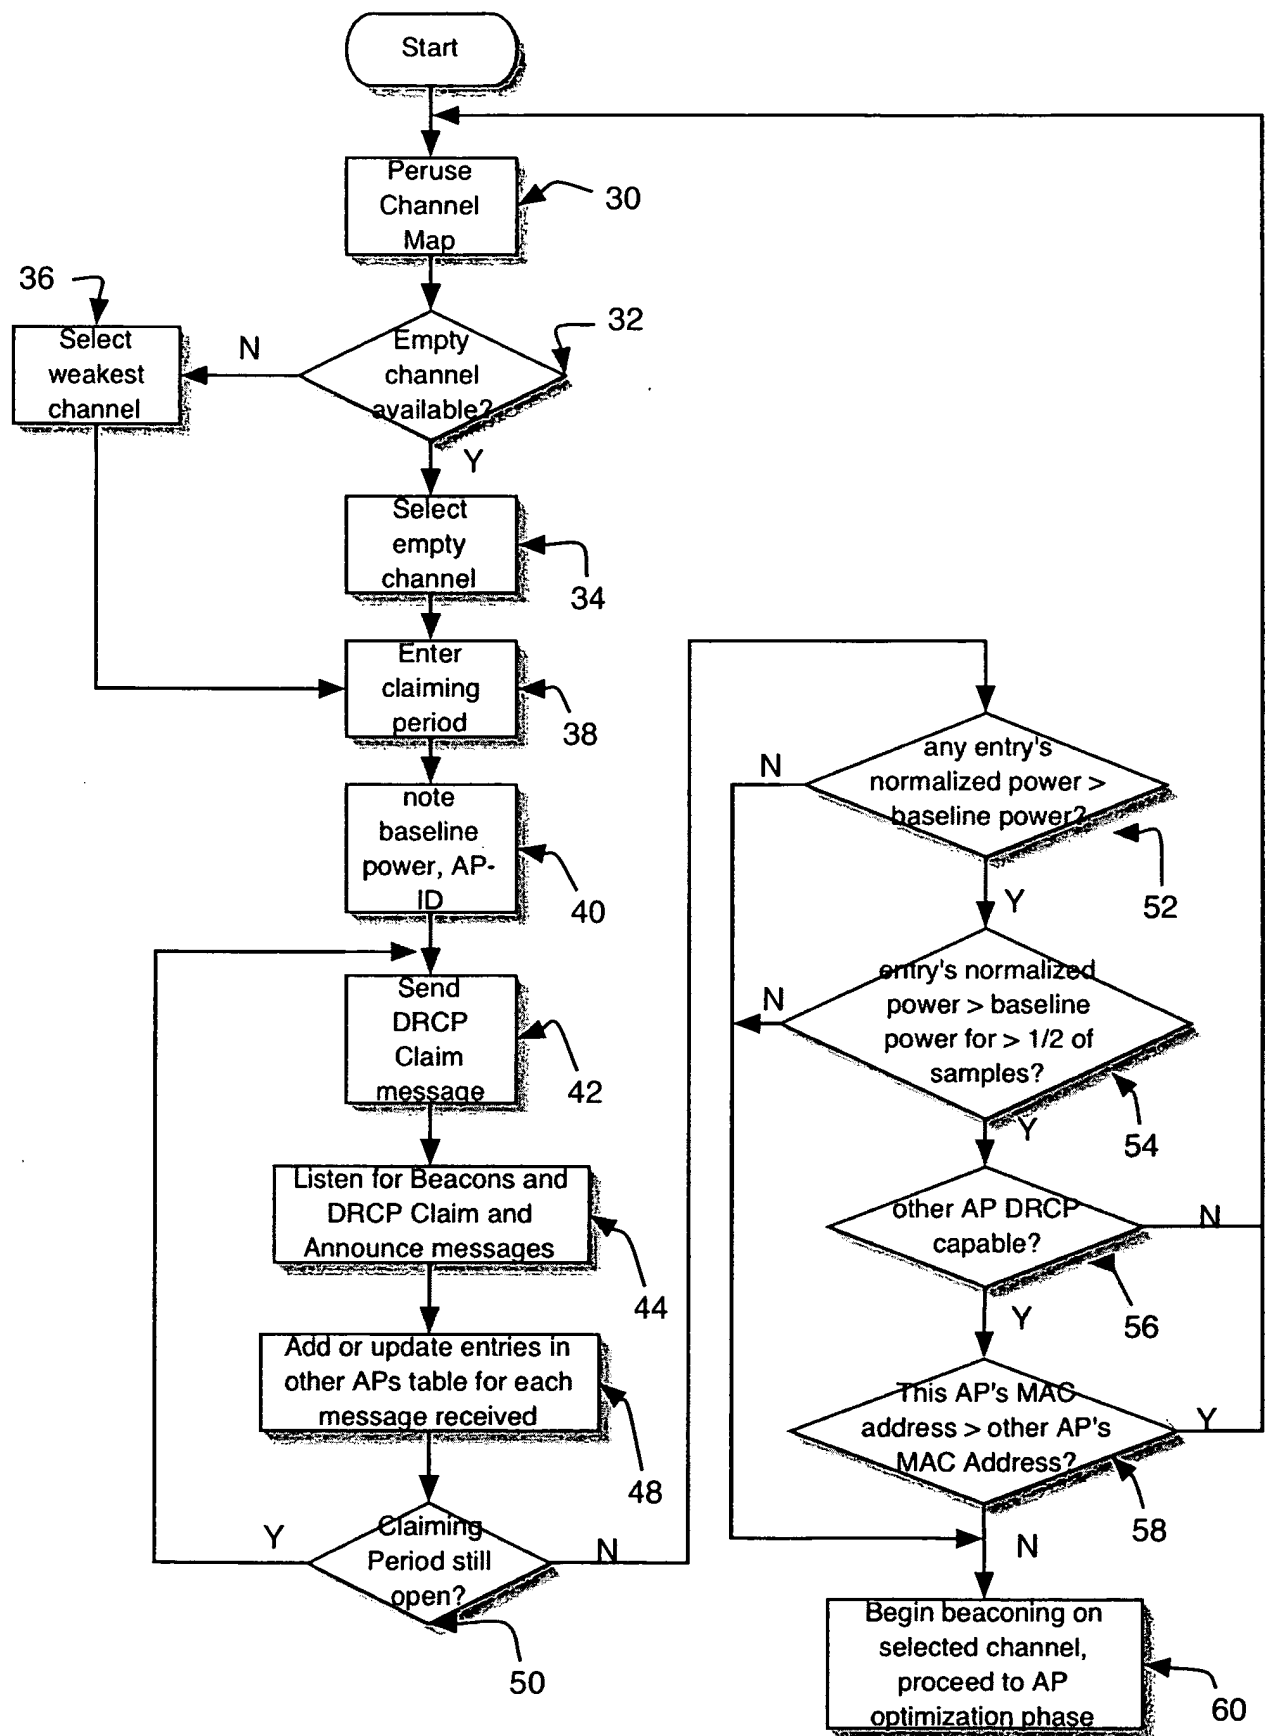 Start
Peruse
Channel
Map
30
36
Select
weakest
channel
N
Empty
channel
available?
32
Y
Select
empty
channel
34
Enter
claiming
period
38
note
baseline
power, AP-
ID
40
Send
DRCP
Claim
message
42
Listen for Beacons and
DRCP Claim and
Announce messages
44
Add or update entries in
other APs table for each
message received
48
Y
Claiming
Period still
open?
N
50
N
any entry's
normalized power >
baseline power?
52
Y
N
entry's normalized
power > baseline
power for > 1/2 of
samples?
54
Y
other AP DRCP
capable?
N
56
Y
This AP's MAC
address > other AP's
MAC Address?
Y
58
N
Begin beaconing on
selected channel,
proceed to AP
optimization phase
60